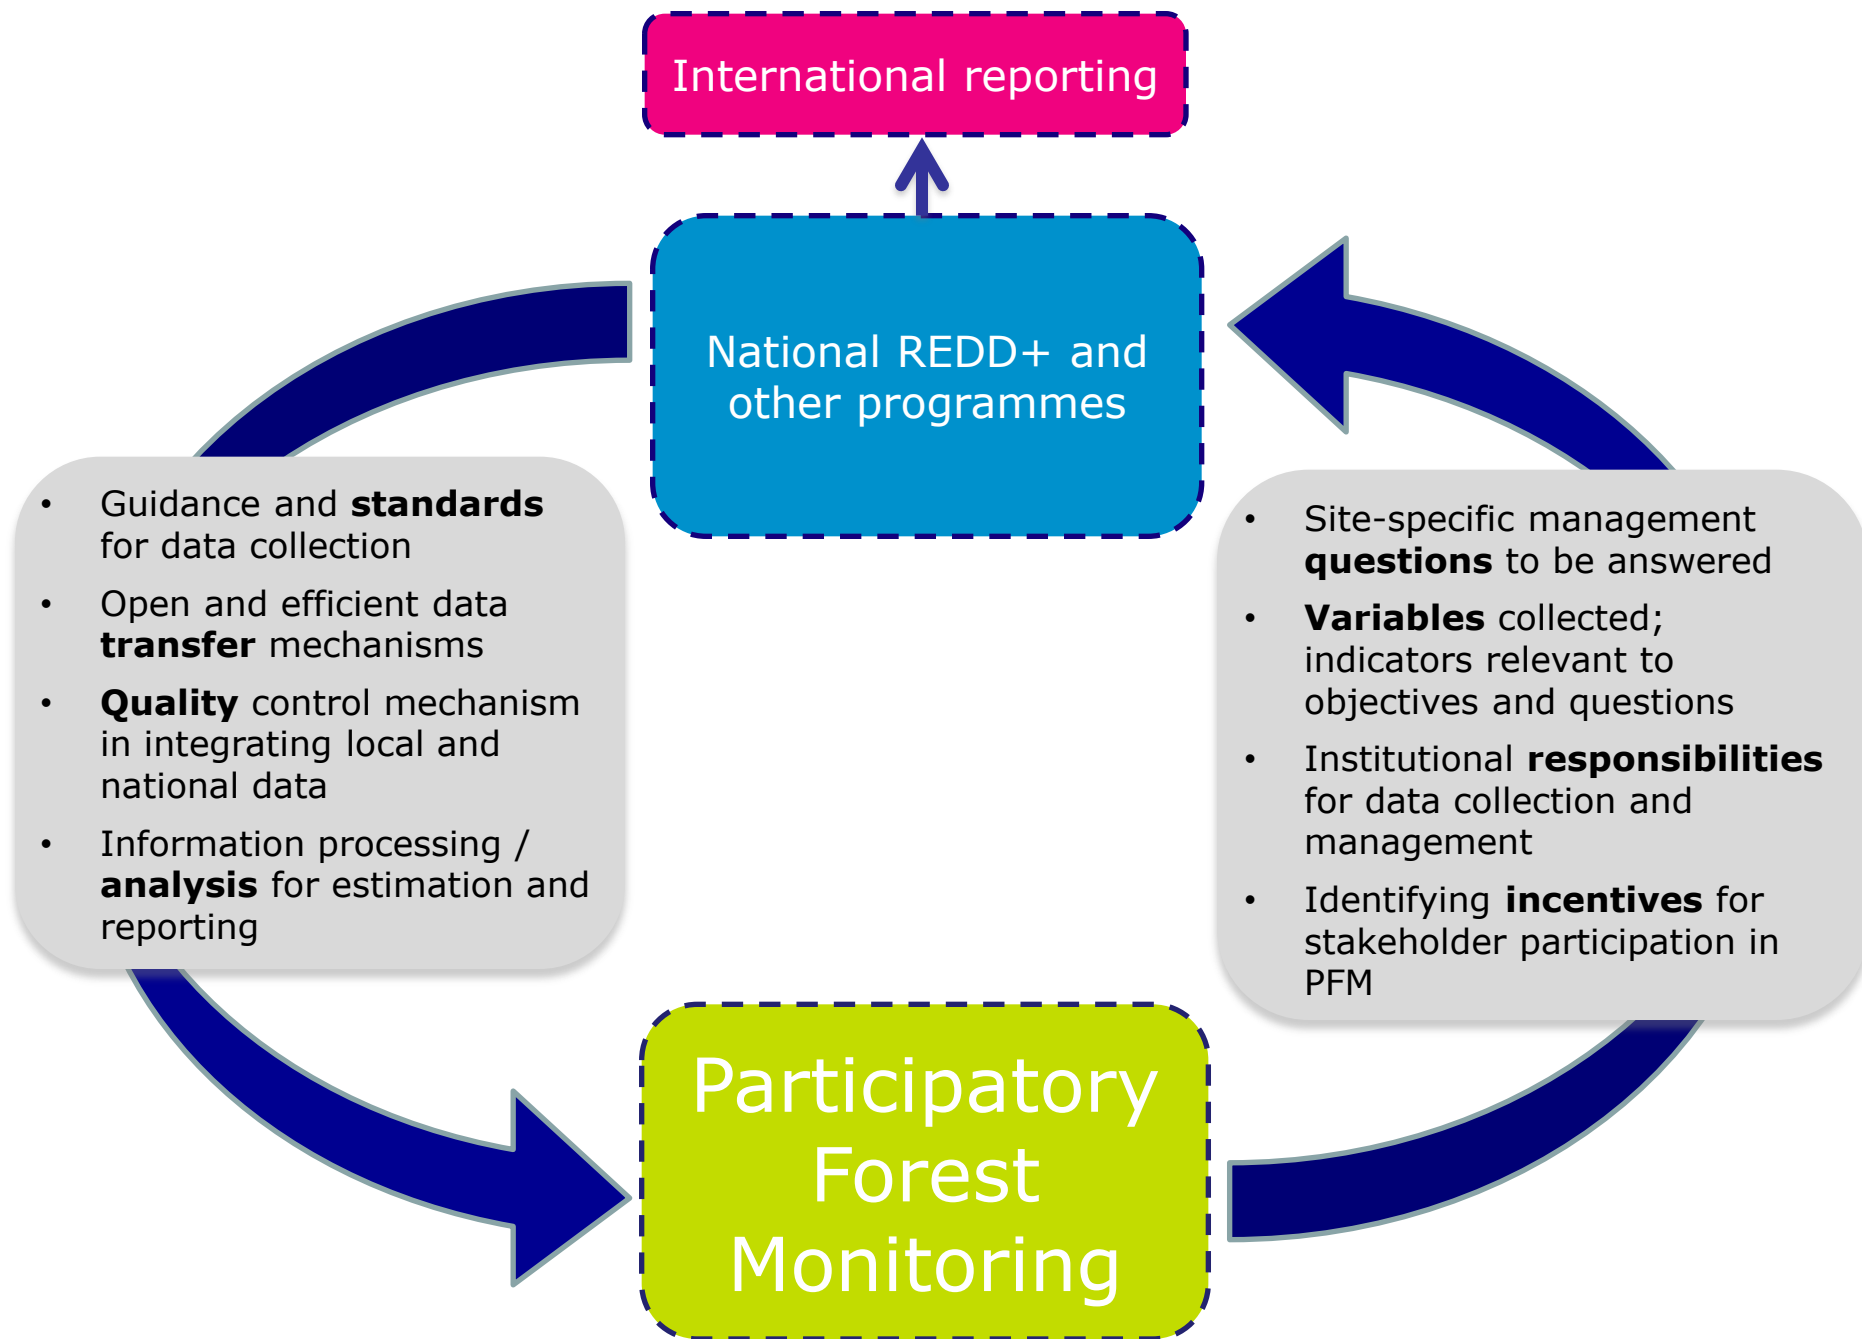 International reporting
National REDD+ and
other programmes
• Guidance and standards
for data collection
• Open and efficient data
transfer mechanisms
• Quality control mechanism
in integrating local and
national data
• Information processing /
analysis for estimation and
reporting
• Site-specific management
questions to be answered
• Variables collected;
indicators relevant to
objectives and questions
• Institutional responsibilities
for data collection and
management
• Identifying incentives for
stakeholder participation in
PFM
Participatory
Forest
Monitoring